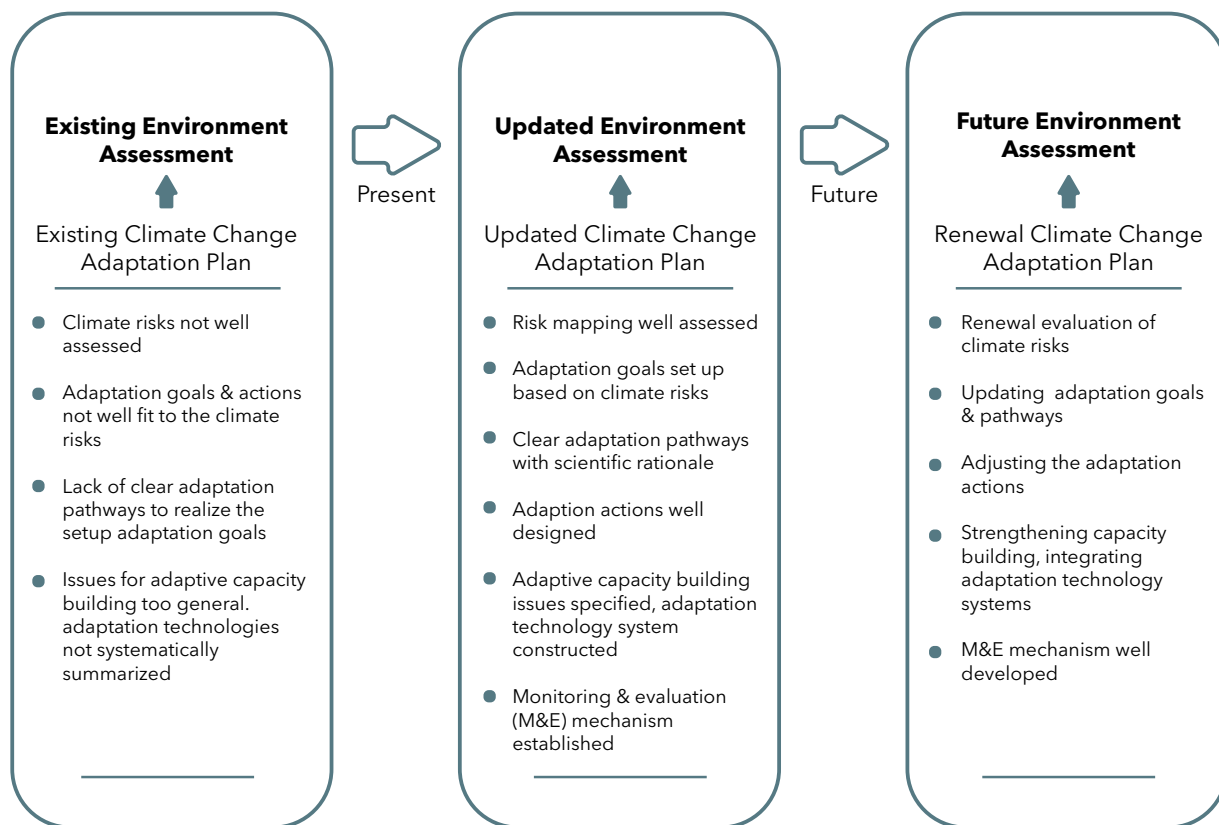 Existing Environment
Assessment
Existing Climate Change
Adaptation Plan
Climate risks not well
assessed
Adaptation goals & actions
not well fit to the climate
risks
Lack of clear adaptation
pathways to realize the
setup adaptation goals
Issues for adaptive capacity
building too general.
adaptation technologies
not systematically
summarized
Present
Updated Environment
Assessment
Updated Climate Change
Adaptation Plan
Risk mapping well assessed
Adaptation goals set up
based on climate risks
Clear adaptation pathways
with scientific rationale
Adaption actions well
designed
Adaptive capacity building
issues specified, adaptation
technology system
constructed
Monitoring & evaluation
(M&E) mechanism
established
Future
Future Environment
Assessment
Renewal Climate Change
Adaptation Plan
Renewal evaluation of
climate risks
Updating  adaptation goals
& pathways
Adjusting the adaptation
actions
Strengthening capacity
building, integrating
adaptation technology
systems
M&E mechanism well
developed